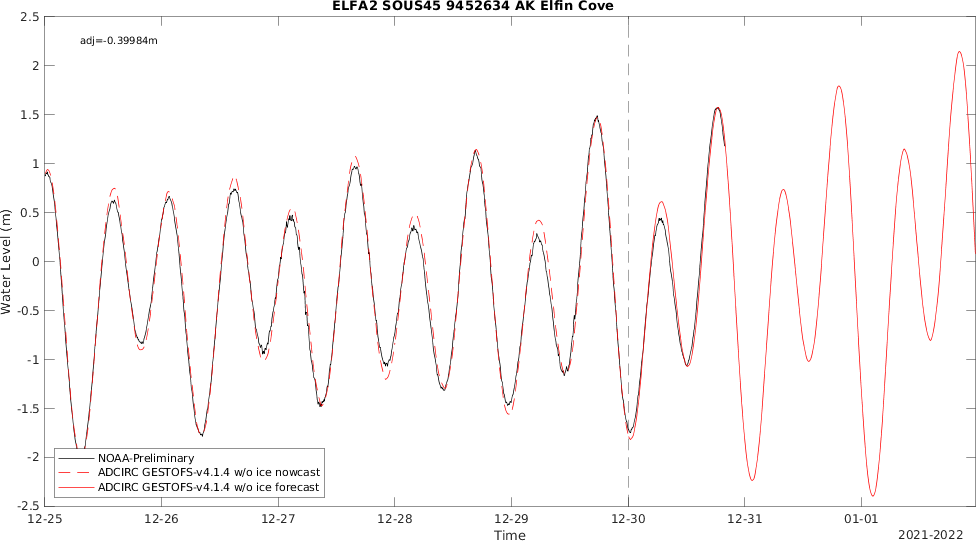 ELFA2 SOUS45 9452634 AK Elfin Cove
adj=-0.39984m
2.5
2
1.5
1
0.5
0
-0.5
-1
-1.5
-2
-2.5
Water Level (m)
NOAA-Preliminary
ADCIRC GESTOFS-v4.1.4 w/o ice nowcast
ADCIRC GESTOFS-v4.1.4 w/o ice forecast
12-25 12-26 12-27 12-28 12-29 12-30 12-31 01-01
Time
2021-2022